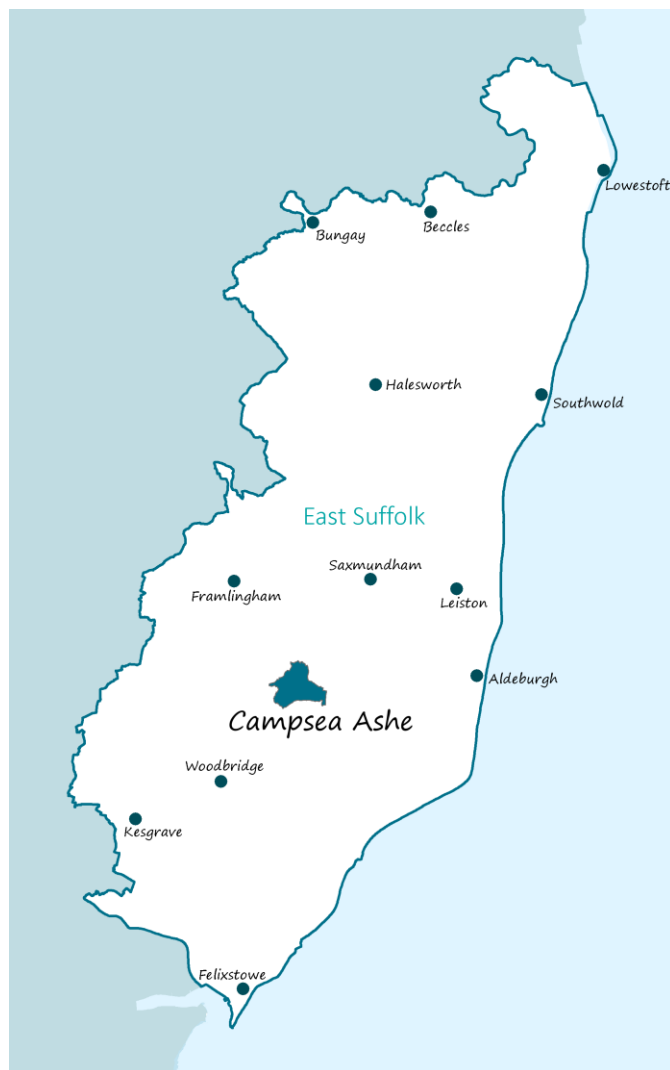 Lowestoft
Beccles
Bungay
Halesworth
Southwold
East Suffolk
Saxmundham
Framlingham
Leiston
Aldeburgh
Campsea Ashe
Woodbridge
Kesgrave
Felixstowe